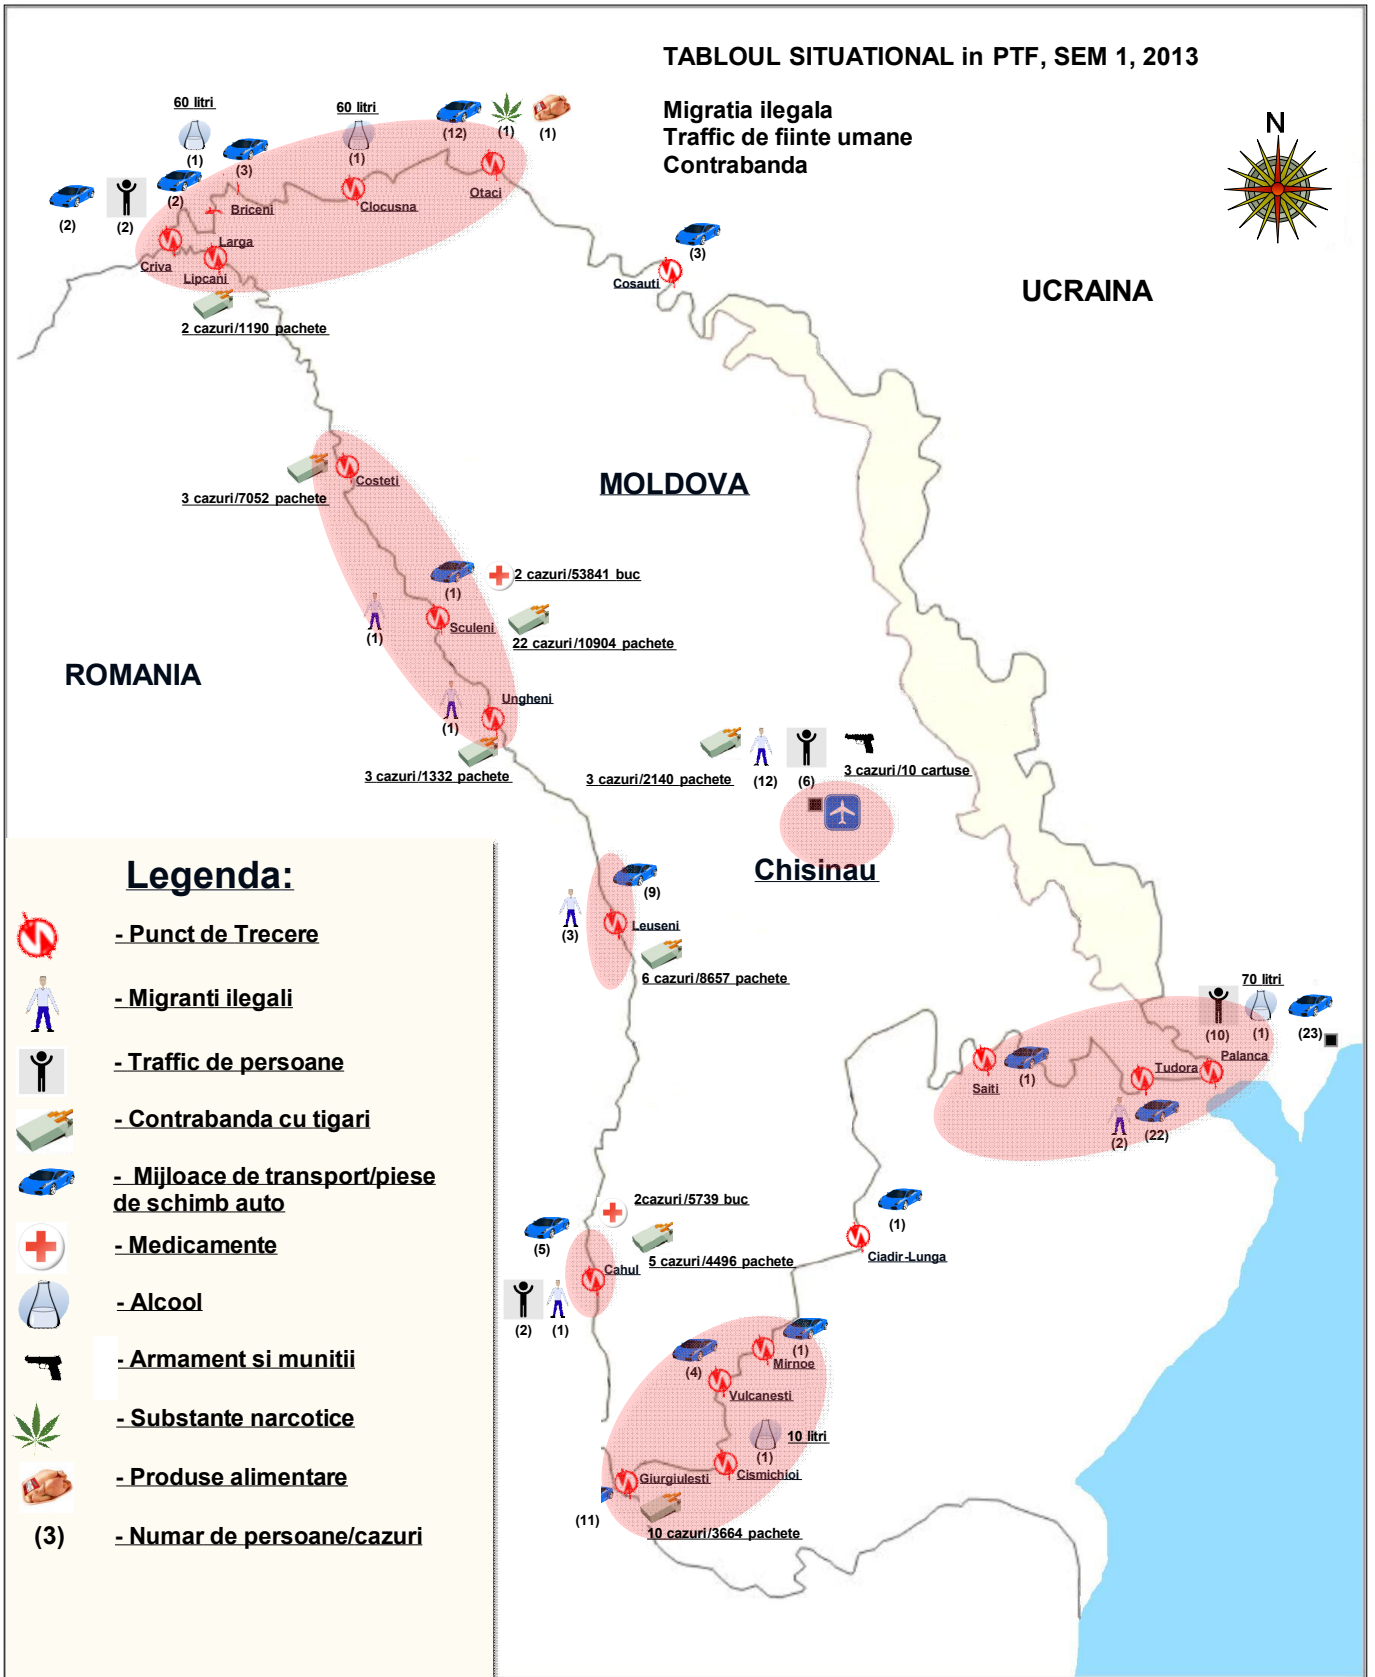 TABLOUL SITUATIONAL in PTF, SEM 1, 2013
Migratia ilegala
Traffic de fiinte umane
Contrabanda
N
60 litri
(1)
(3)
60 litri
(1)
(12)
(1)
(1)
(2)
(2)
(2)
Briceni
Clocusna
Otaci
Larga
Criva
Lipcani
2 cazuri/1190 pachete
(3)
Cosauti
UCRAINA
Costeti
3 cazuri/7052 pachete
MOLDOVA
2 cazuri/53841 buc
(1)
Sculeni
(1)
22 cazuri/10904 pachete
ROMANIA
Ungheni
(1)
3 cazuri/1332 pachete
3 cazuri/2140 pachete
(12)
(6)
3 cazuri/10 cartuse
Chisinau
(9)
(3)
Leuseni
6 cazuri/8657 pachete
70 litri
(10)
(1)
(23)
Palanca
Tudora
Saiti
(1)
(2)
(22)
2cazuri/5739 buc
(5)
Cahul
5 cazuri/4496 pachete
(2)
(1)
(1)
Ciadir-Lunga
(1)
Mirnoe
(4)
Vulcanesti
10 litri
(1)
Cismichioi
Giurgiulesti
(11)
10 cazuri/3664 pachete
Legenda:
- Punct de Trecere
- Migranti ilegali
- Traffic de persoane
- Contrabanda cu tigari
- Mijloace de transport/piese
de schimb auto
- Medicamente
- Alcool
- Armament si munitii
- Substante narcotice
- Produse alimentare
(3) - Numar de persoane/cazuri